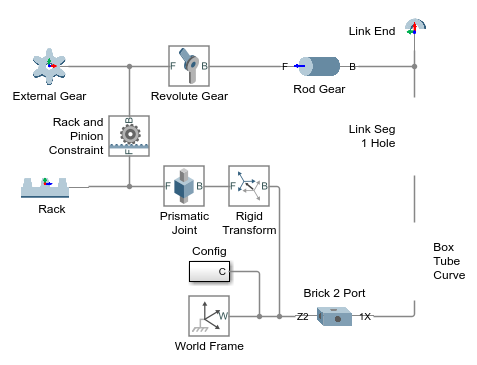 Link End
F
B
F
B
External Gear
Revolute Gear
Rod Gear
B
Rack and
Pinion
Constraint
F
Link Seg
1 Hole
F
B
F
B
Rack
Prismatic
Joint
Rigid
Transform
Config
C
Box
Tube
Curve
Brick 2 Port
W
Z2
1X
World Frame